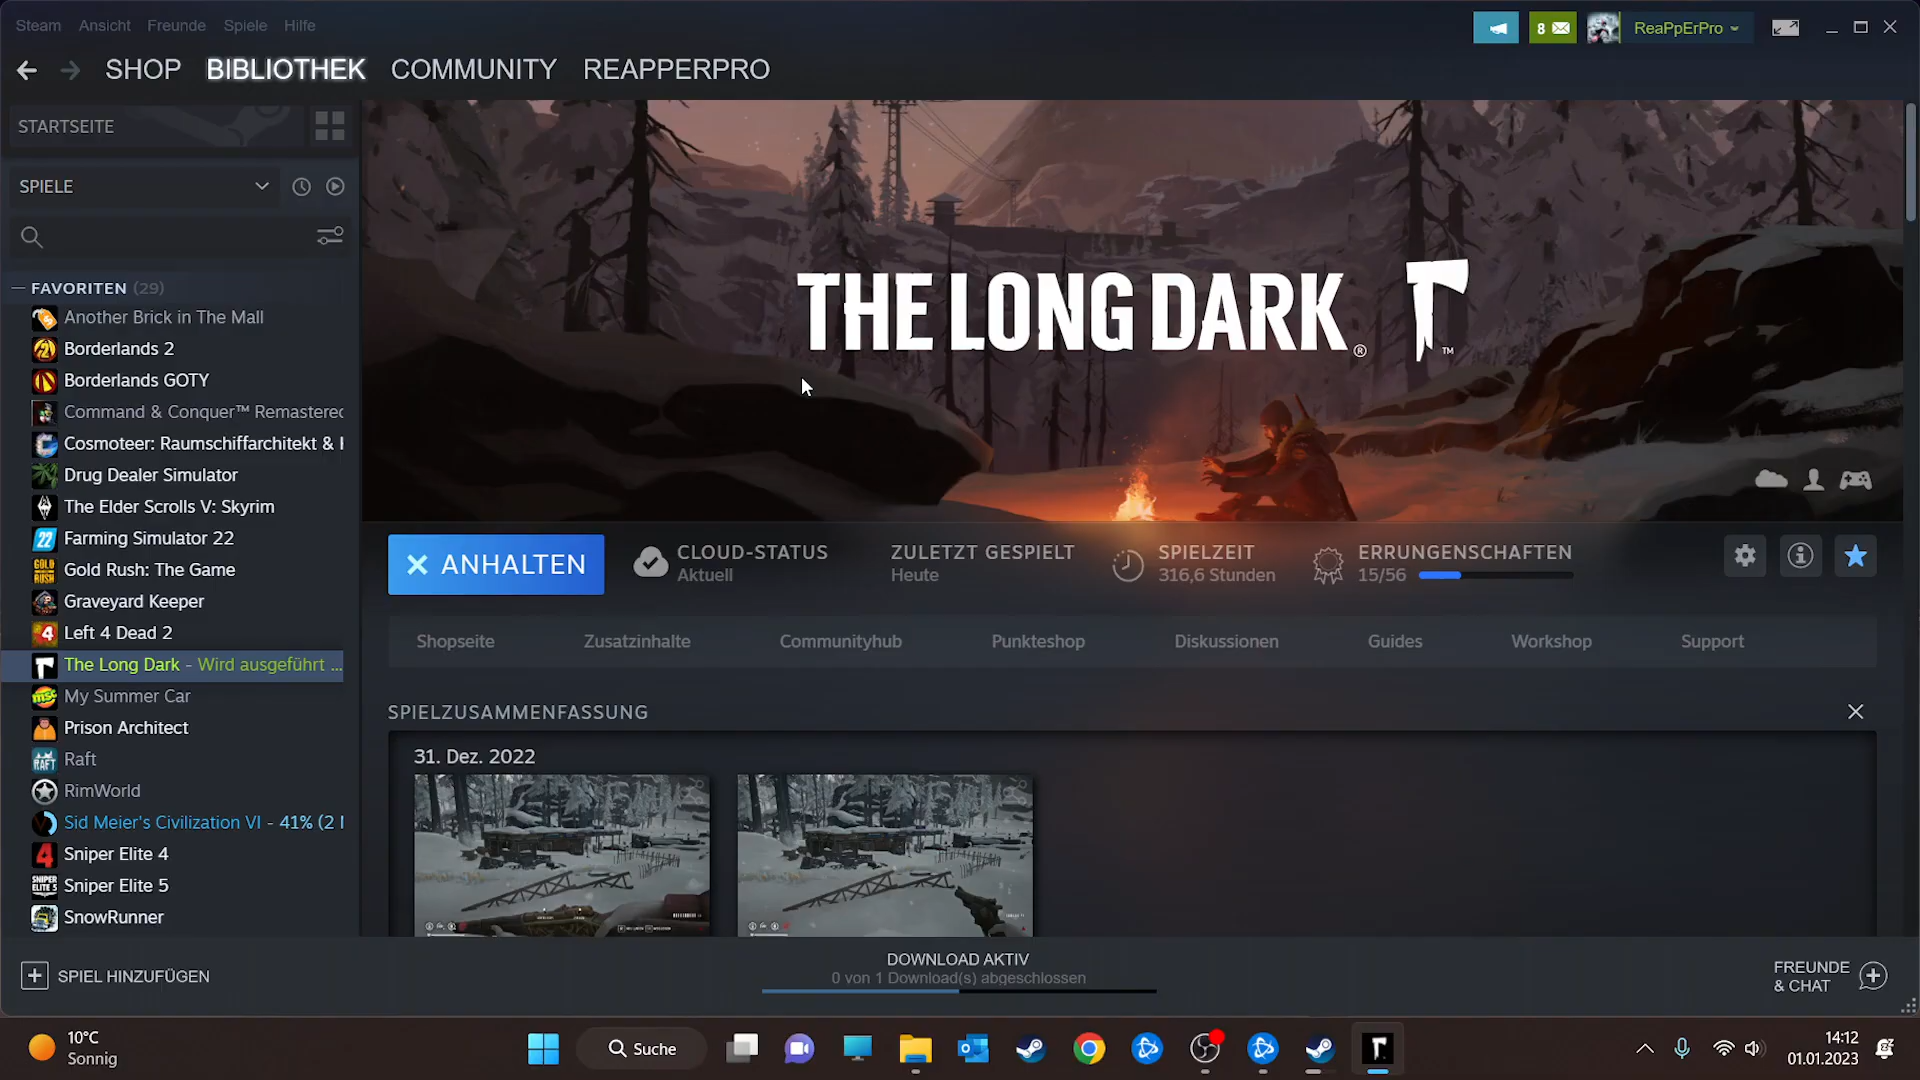 Steam Ansicht Freunde Spiele Hilfe
8
ReaPpErPro
SHOP BIBLIOTHEK COMMUNITY REAPPERPRO
STARTSEITE
SPIELE
FAVORITEN (29)
Another Brick in The Mall
Borderlands 2
Borderlands GOTY
Command & Conquer™ Remastered
Cosmoteer: Raumschiffarchitekt &
Drug Dealer Simulator
The Elder Scrolls V: Skyrim
Farming Simulator 22
Gold Rush: The Game
Graveyard Keeper
Left 4 Dead 2
The Long Dark - Wird ausgeführt ...
My Summer Car
Prison Architect
Raft
RimWorld
Sid Meier's Civilization VI - 41% (2
Sniper Elite 4
Sniper Elite 5
SnowRunner
THE LONG DARK® ™
ANHALTEN
CLOUD-STATUS
Aktuell
ZULETZT GESPIELT
Heute
SPIELZEIT
316,6 Stunden
ERRUNGENSCHAFTEN
15/56
Shopseite Zusatzinhalte Communityhub Punkteshop Diskussionen Guides Workshop Support
SPIELZUSAMMENFASSUNG
31. Dez. 2022
SPIEL HINZUFÜGEN
DOWNLOAD AKTIV
0 von 1 Download(s) abgeschlossen
FREUNDE
& CHAT
10°C
Sonnig
Suche
14:12
01.01.2023